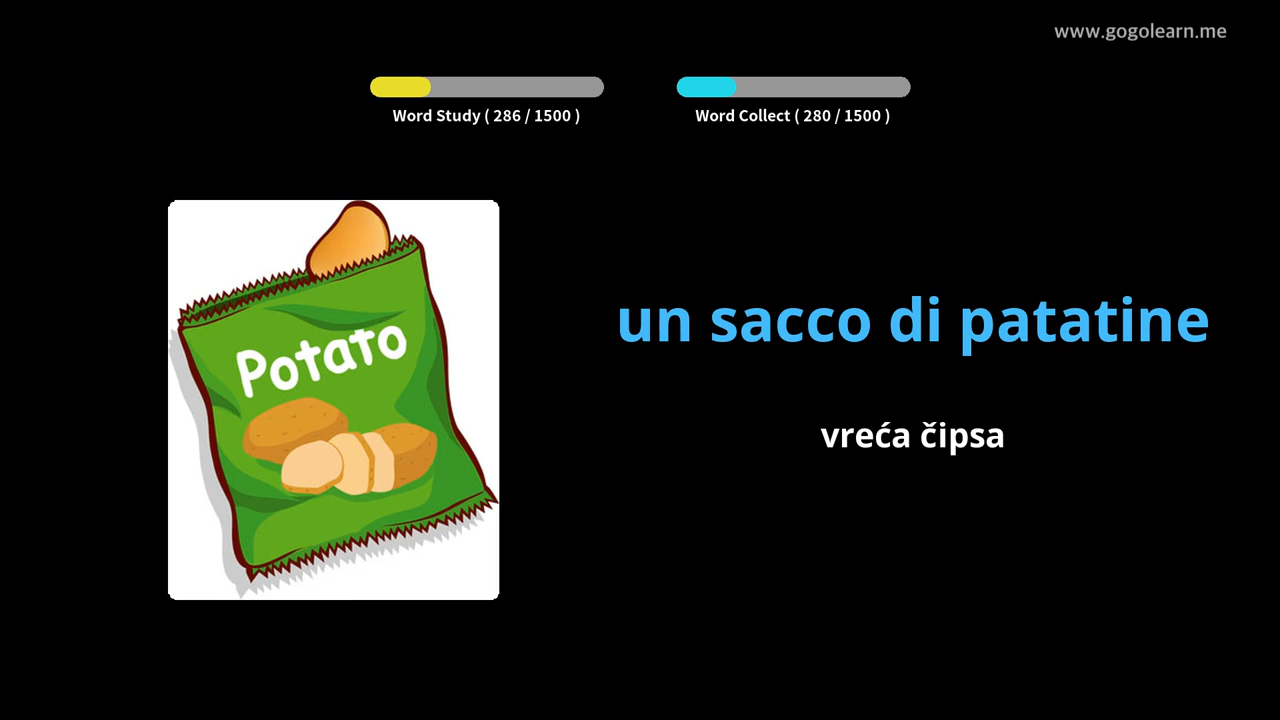 www.gogolearn.me
Word Study ( 286 / 1500 )
Word Collect ( 280 / 1500 )
Potato
un sacco di patatine
vreća čipsa